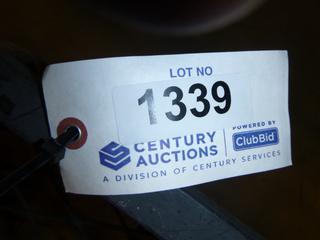 LOT NO
1339
CENTURY
AUCTIONS
POWERED BY
ClubBid
A DIVISION OF CENTURY SERVICES